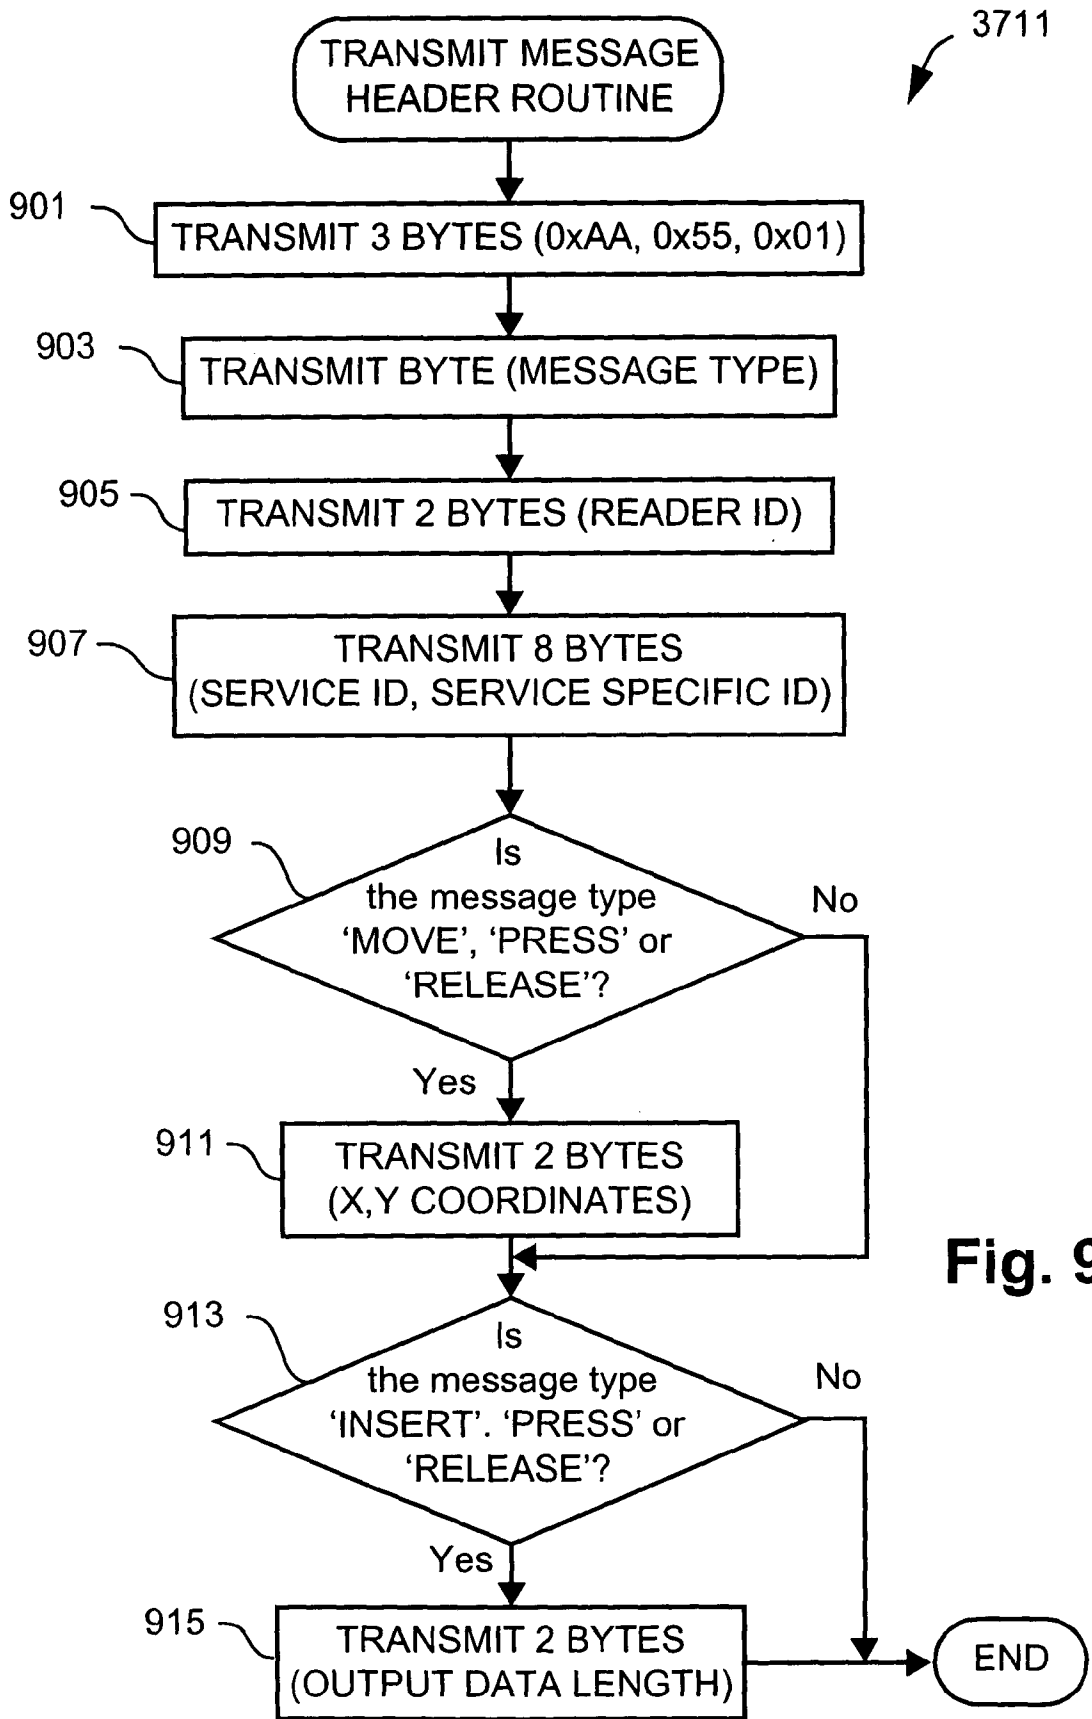 3711
TRANSMIT MESSAGE
HEADER ROUTINE
901
TRANSMIT 3 BYTES (0xAA, 0x55, 0x01)
903
TRANSMIT BYTE (MESSAGE TYPE)
905
TRANSMIT 2 BYTES (READER ID)
907
TRANSMIT 8 BYTES
(SERVICE ID, SERVICE SPECIFIC ID)
909
Is
the message type
‘MOVE’, ‘PRESS’ or
‘RELEASE’?
No
Yes
911
TRANSMIT 2 BYTES
(X,Y COORDINATES)
Fig. 9
913
Is
the message type
‘INSERT’. ‘PRESS’ or
‘RELEASE’?
No
Yes
915
TRANSMIT 2 BYTES
(OUTPUT DATA LENGTH)
END